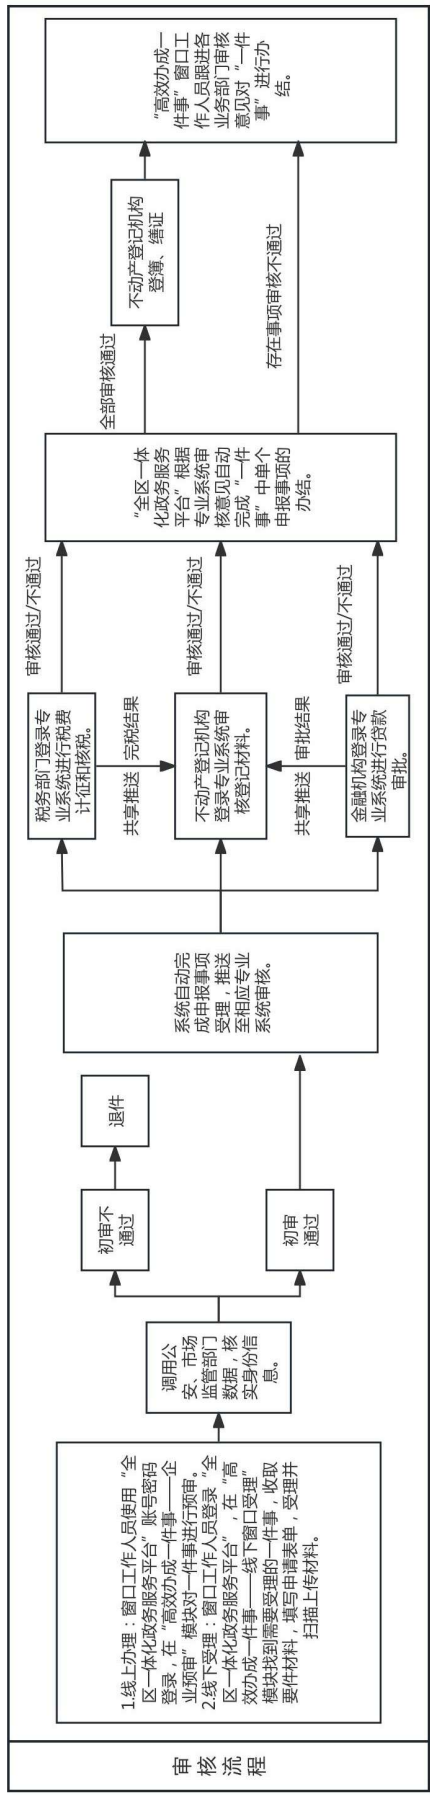 审核流程
1.线上办理：窗口工作人员使用“全
区一体化政务服务平台”账号密码
登录，在“高效办成一件事——企
业预审”模块对一件事进行预审。
2.线下受理：窗口工作人员登录“全
区一体化政务服务平台”，在“高
效办成一件事——线下窗口受理”
模块找到需要受理的一件事，收取
要件材料，填写申请表单，受理并
扫描上传材料。
调用公
安、市场
监管部门
数据，核
实身份信
息。
初审不
通过
退件
初审
通过
系统自动完
成申报事项
受理，推送
至相应专业
系统审核。
税务部门登录专
业系统进行税费
计征和核税。
共享推送 完税结果
不动产登记机构
登录专业系统审
核登记材料。
共享推送 审批结果
金融机构登录专
业系统进行贷款
审批。
审核通过/不通过
审核通过/不通过
审核通过/不通过
“全区一体
化政务服务
平台”根据
专业系统审
核意见自动
完成“一件
事”中单个
申报事项的
办结。
全部审核通过
不动产登记机构
登簿、缮证
存在事项审核不通过
“高效办成一
件事”窗口工
作人员跟进各
业务部门审核
意见对“一件
事”进行办
结。